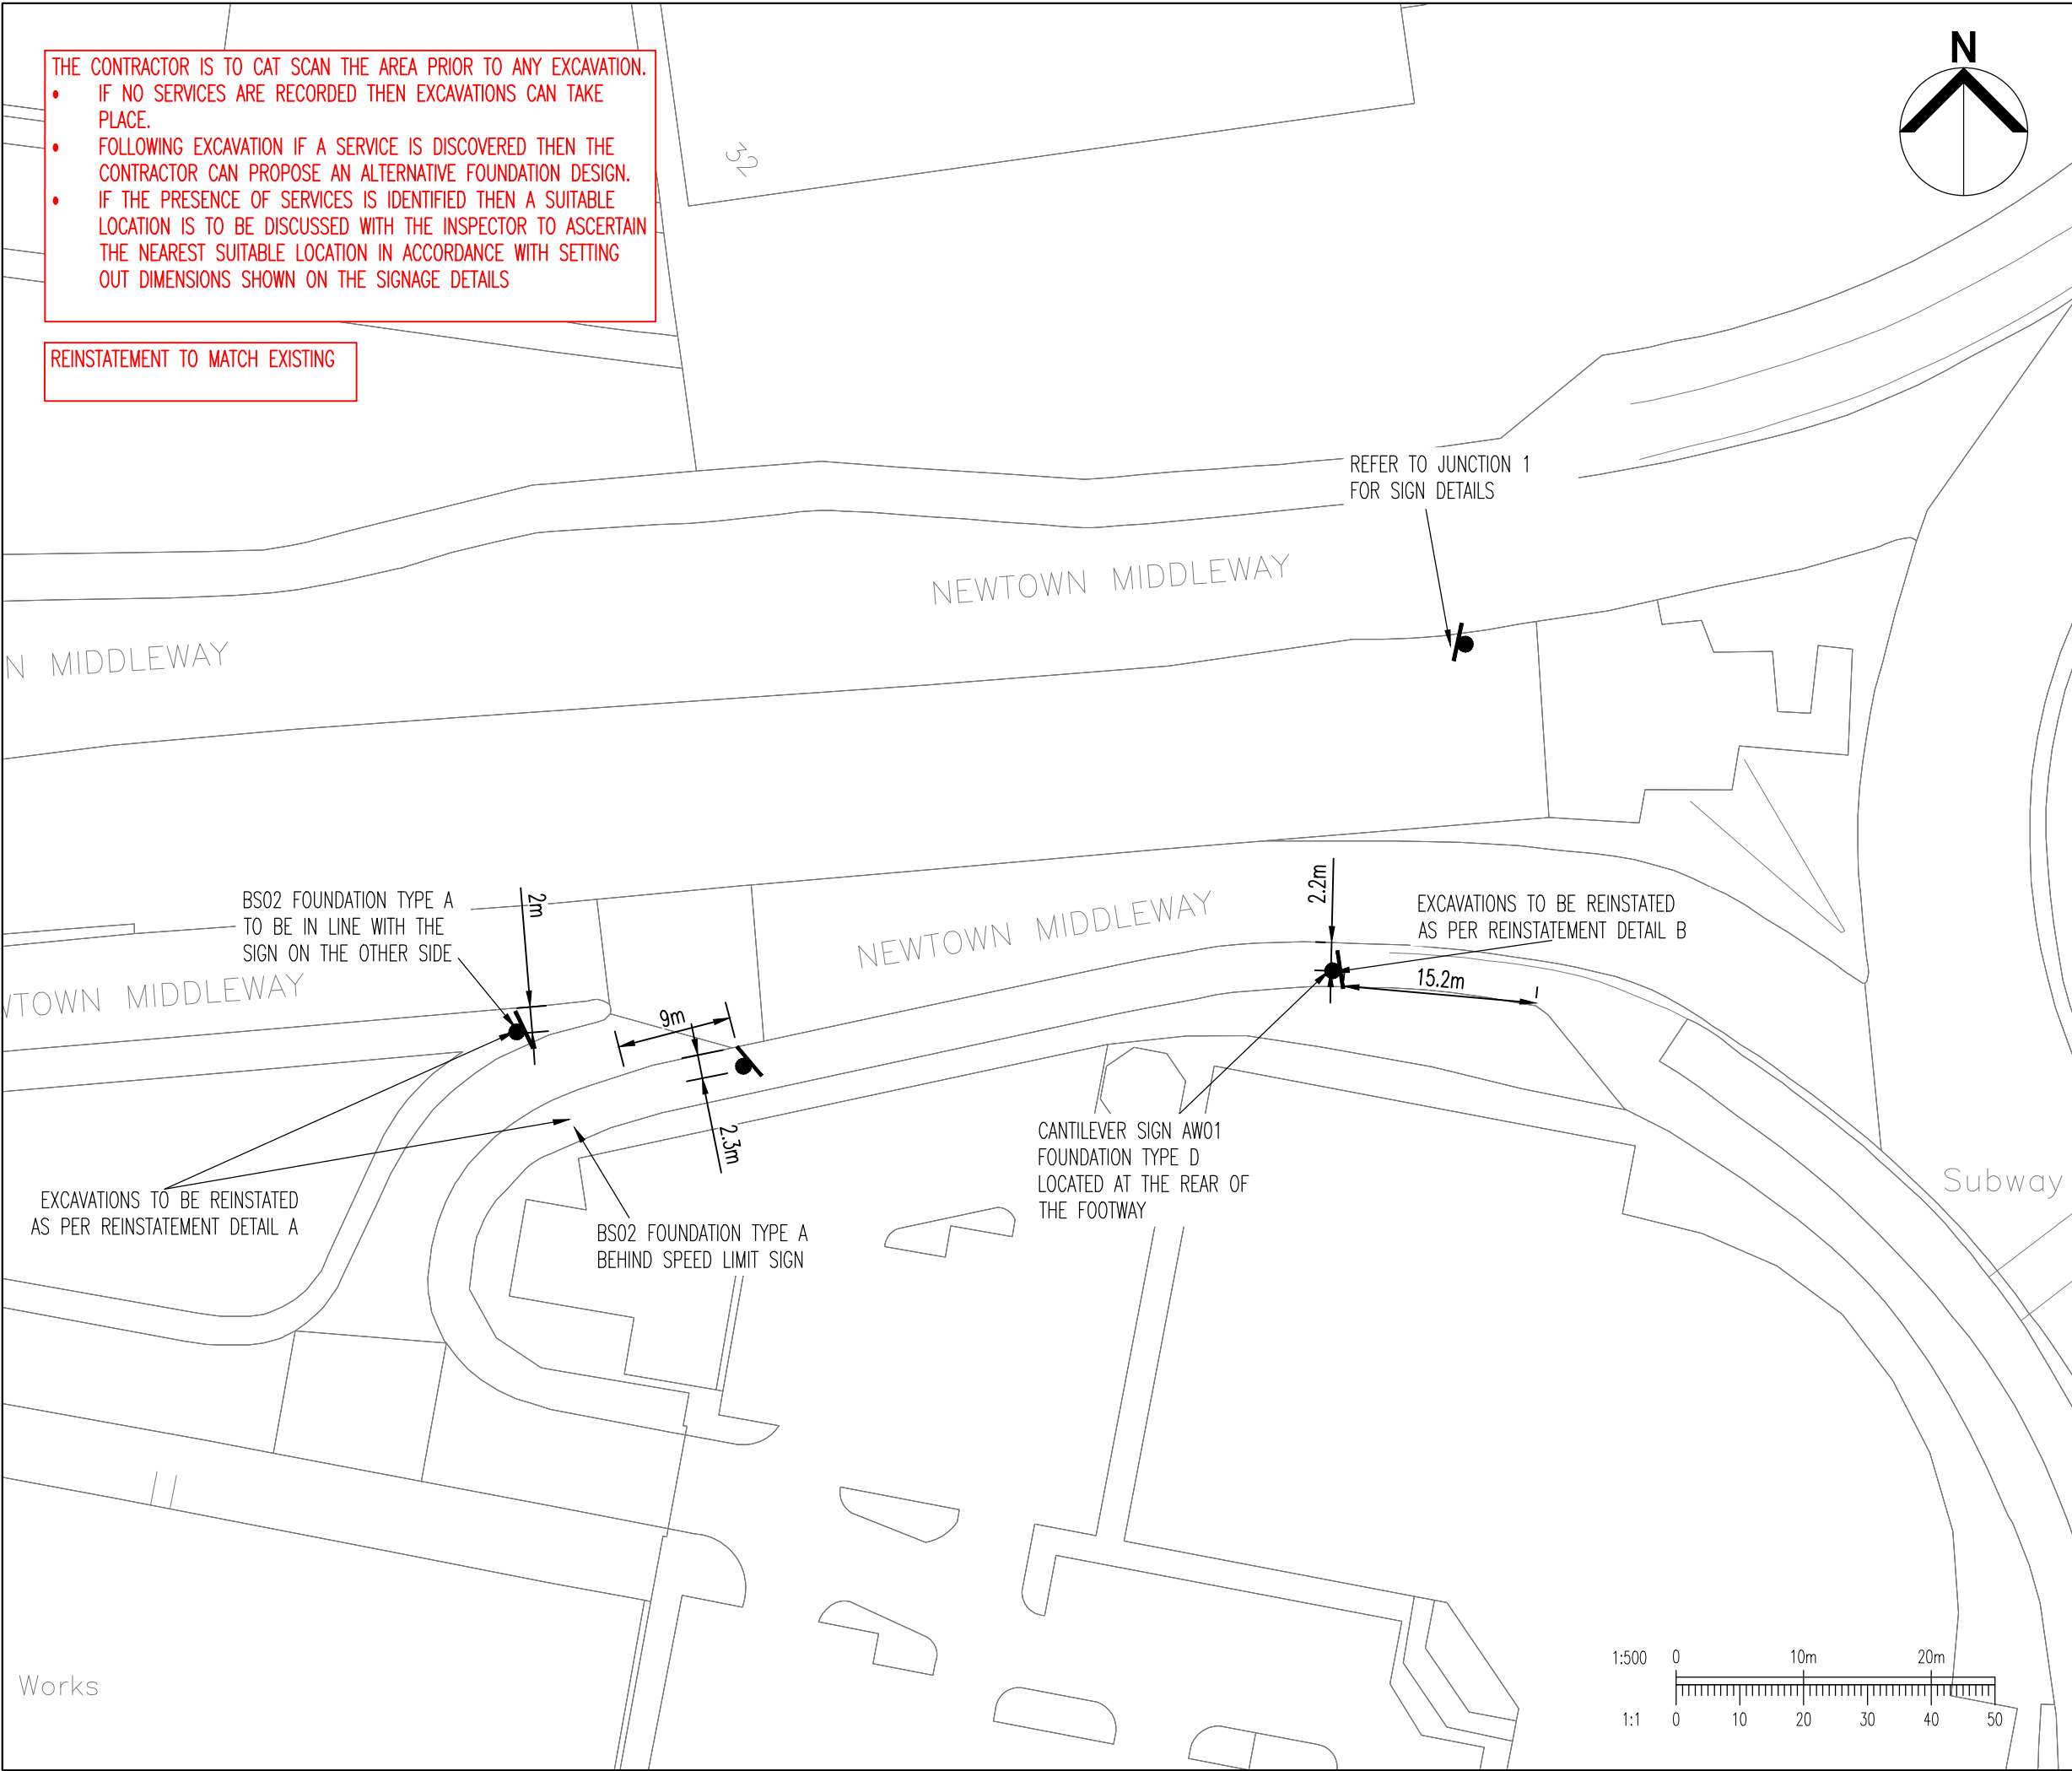 THE CONTRACTOR IS TO CAT SCAN THE AREA PRIOR TO ANY EXCAVATION.
• IF NO SERVICES ARE RECORDED THEN EXCAVATIONS CAN TAKE
PLACE.
• FOLLOWING EXCAVATION IF A SERVICE IS DISCOVERED THEN THE
CONTRACTOR CAN PROPOSE AN ALTERNATIVE FOUNDATION DESIGN.
• IF THE PRESENCE OF SERVICES IS IDENTIFIED THEN A SUITABLE
LOCATION IS TO BE DISCUSSED WITH THE INSPECTOR TO ASCERTAIN
THE NEAREST SUITABLE LOCATION IN ACCORDANCE WITH SETTING
OUT DIMENSIONS SHOWN ON THE SIGNAGE DETAILS
REINSTATEMENT TO MATCH EXISTING
N
32
REFER TO JUNCTION 1
FOR SIGN DETAILS
NEWTOWN MIDDLEWAY
N MIDDLEWAY
BS02 FOUNDATION TYPE A
TO BE IN LINE WITH THE
SIGN ON THE OTHER SIDE
2m
2.2m
EXCAVATIONS TO BE REINSTATED
AS PER REINSTATEMENT DETAIL B
NEWTOWN MIDDLEWAY
WTOWN MIDDLEWAY
15.2m
9m
2.3m
CANTILEVER SIGN AW01
FOUNDATION TYPE D
LOCATED AT THE REAR OF
THE FOOTWAY
EXCAVATIONS TO BE REINSTATED
AS PER REINSTATEMENT DETAIL A
BS02 FOUNDATION TYPE A
BEHIND SPEED LIMIT SIGN
Subway
Works
1:500 0 10m 20m
1:1 0 10 20 30 40 50